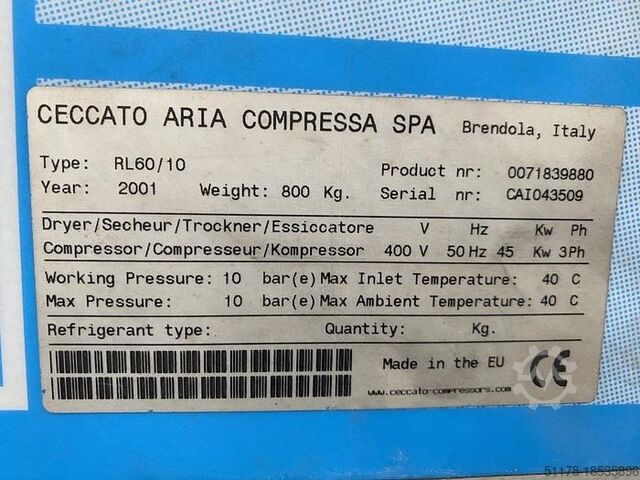 CECCATO ARIA COMPRESSA SPA Brendola, Italy
Type: RL60/10 Product nr: 0071839880
Year: 2001 Weight: 800 Kg. Serial nr: CAI043509
Dryer/Secheur/Trockner/Essiccatore V Hz Kw Ph
Compressor/Compresseur/Kompressor 400 V 50 Hz 45 Kw 3Ph
Working Pressure: 10 bar(e) Max Inlet Temperature: 40 C
Max Pressure: 10 bar(e) Max Ambient Temperature: 40 C
Refrigerant type: Quantity: Kg.
Made in the EU CE
www.ceccato-compressors.com
51178-18535898